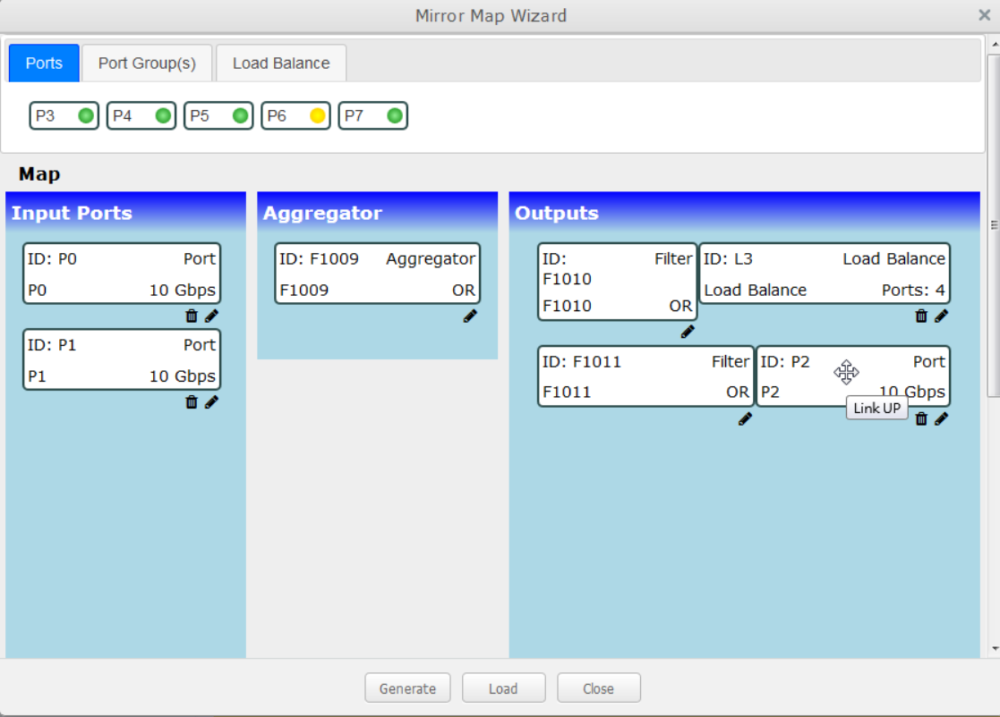 Mirror Map Wizard
Ports Port Group(s) Load Balance
P3 P4 P5 P6 P7
Map
Input Ports
ID: P0 Port
P0 10 Gbps
ID: P1 Port
P1 10 Gbps
Aggregator
ID: F1009 Aggregator
F1009 OR
Outputs
ID: F1010 Filter
F1010 OR
ID: L3 Load Balance
Load Balance Ports: 4
ID: F1011 Filter
F1011 OR
ID: P2 Port
P2 10 Gbps
Link UP
Generate Load Close